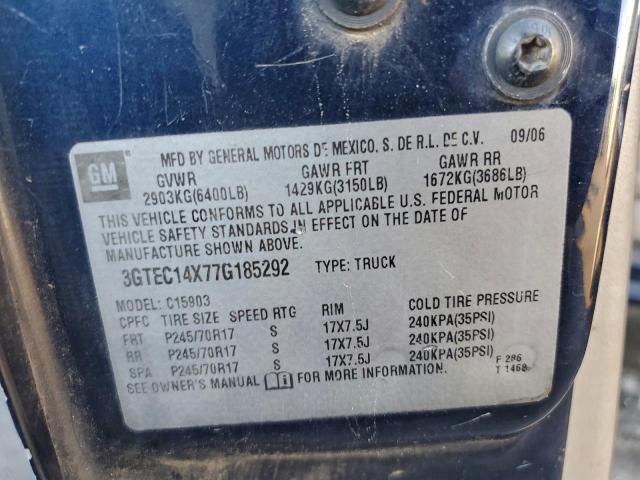 GM
MFD BY GENERAL MOTORS DE MEXICO, S. DE R.L. DE C.V. 09/06
GVWR GAWR FRT GAWR RR
2903KG(6400LB) 1429KG(3150LB) 1672KG(3686LB)
THIS VEHICLE CONFORMS TO ALL APPLICABLE U.S. FEDERAL MOTOR
VEHICLE SAFETY STANDARDS IN EFFECT ON THE DATE OF
MANUFACTURE SHOWN ABOVE.
3GTEC14X77G185292 TYPE: TRUCK
MODEL: C15903
CPFC TIRE SIZE SPEED RTG RIM COLD TIRE PRESSURE
FRT P245/70R17 S 17X7.5J 240KPA(35PSI)
RR P245/70R17 S 17X7.5J 240KPA(35PSI)
SPA P245/70R17 S 17X7.5J 240KPA(35PSI)
SEE OWNER'S MANUAL FOR MORE INFORMATION.
F 286
T 1468